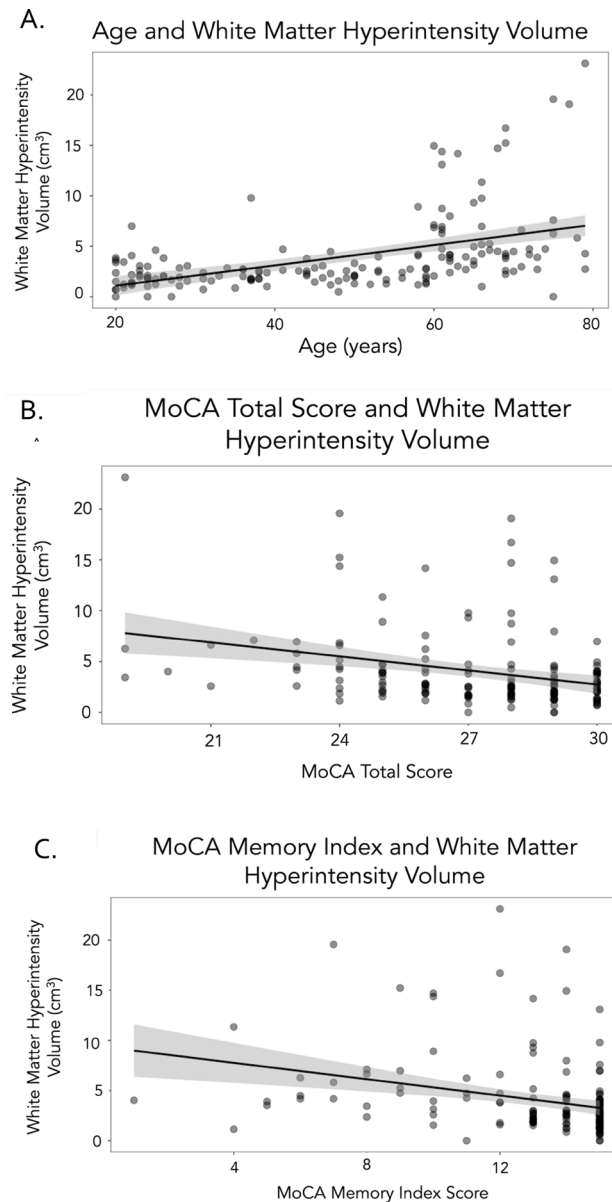 A.
Age and White Matter Hyperintensity Volume
White Matter Hyperintensity
Volume (cm³)
20
15
10
5
0
20 40 60 80
Age (years)
B.
^
MoCA Total Score and White Matter
Hyperintensity Volume
White Matter Hyperintensity
Volume (cm³)
20
15
10
5
0
21 24 27 30
MoCA Total Score
C.
MoCA Memory Index and White Matter
Hyperintensity Volume
White Matter Hyperintensity
Volume (cm³)
20
15
10
5
0
4 8 12
MoCA Memory Index Score